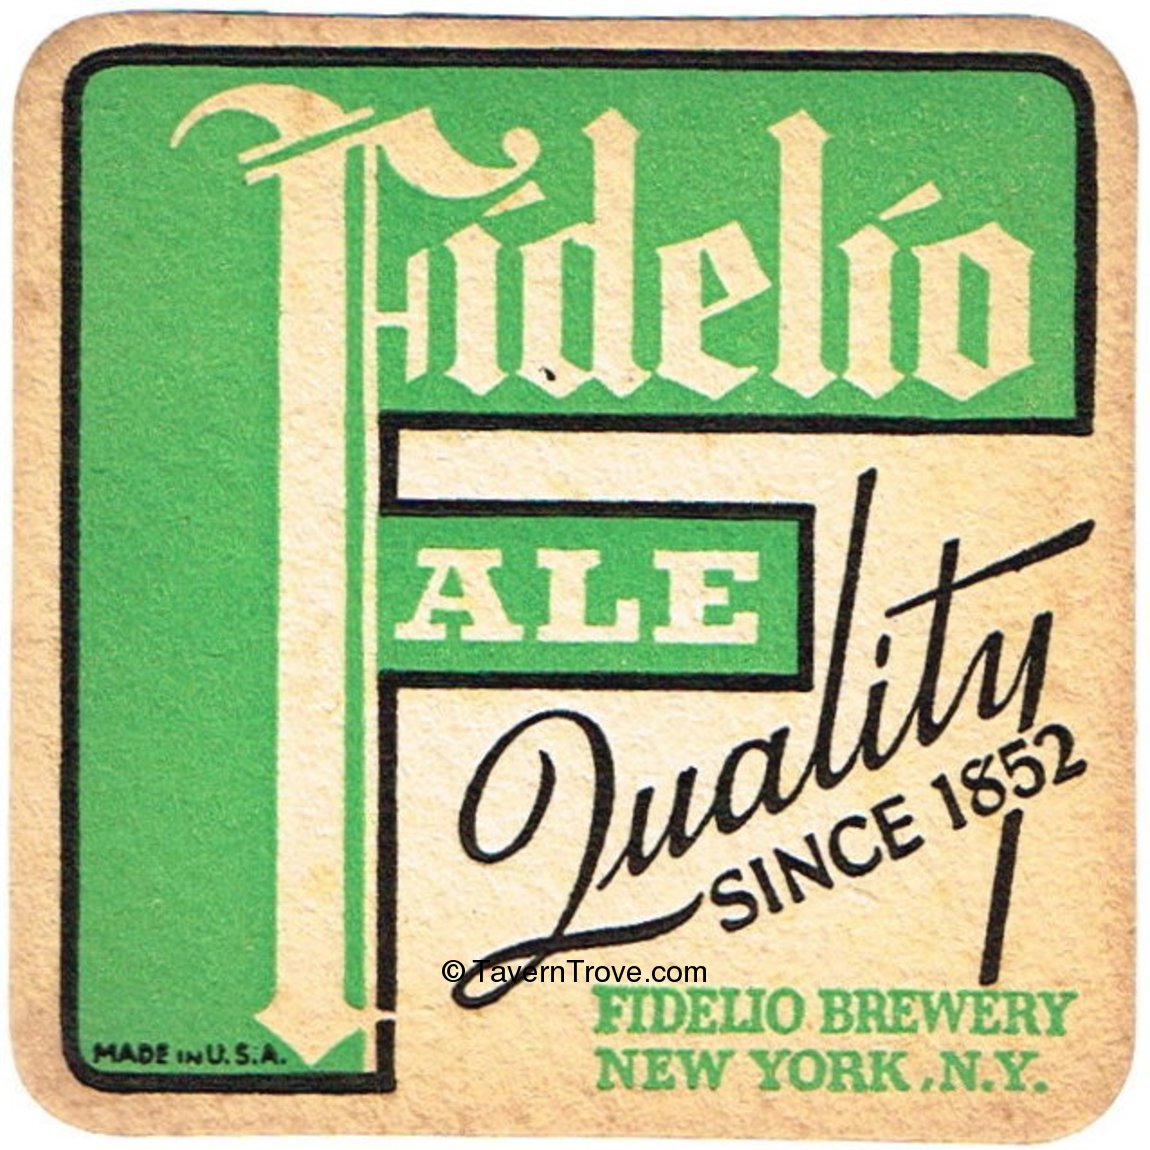 Fidelio
ALE
Quality
SINCE 1852
© TavernTrove.com
FIDELIO BREWERY
NEW YORK, N.Y.
MADE IN U.S.A.